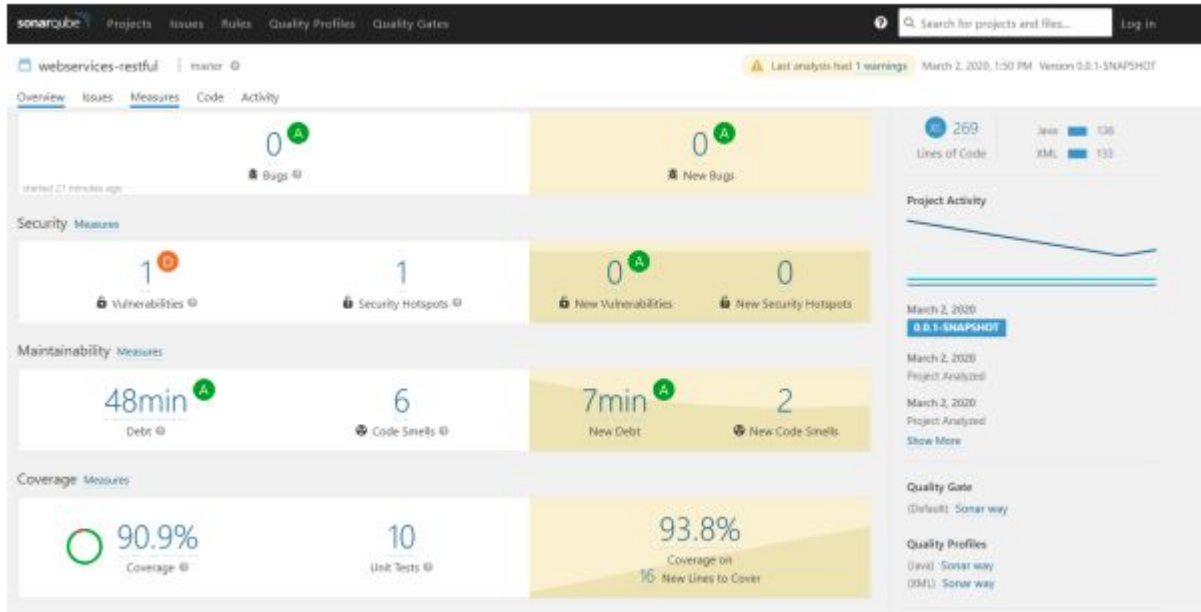 sonarqube Projects Issues Rules Quality Profiles Quality Gates Search for projects and files... Log in
webservices-restful master Last analysis had 1 warnings March 2, 2020, 1:50 PM Version 0.0.1-SNAPSHOT
Overview Issues Measures Code Activity
0 A
Bugs
started 21 minutes ago
0 A
New Bugs
XS 269
Lines of Code
Java 136
XML 133
Security Measures
1 D
Vulnerabilities
1
Security Hotspots
0 A
New Vulnerabilities
0
New Security Hotspots
Maintainability Measures
48min A
Debt
6
Code Smells
7min A
New Debt
2
New Code Smells
Coverage Measures
90.9%
Coverage
10
Unit Tests
93.8%
Coverage on
16 New Lines to Cover
Project Activity
March 2, 2020
0.0.1-SNAPSHOT
March 2, 2020
Project Analyzed
March 2, 2020
Project Analyzed
Show More
Quality Gate
(Default) Sonar way
Quality Profiles
(Java) Sonar way
(XML) Sonar way